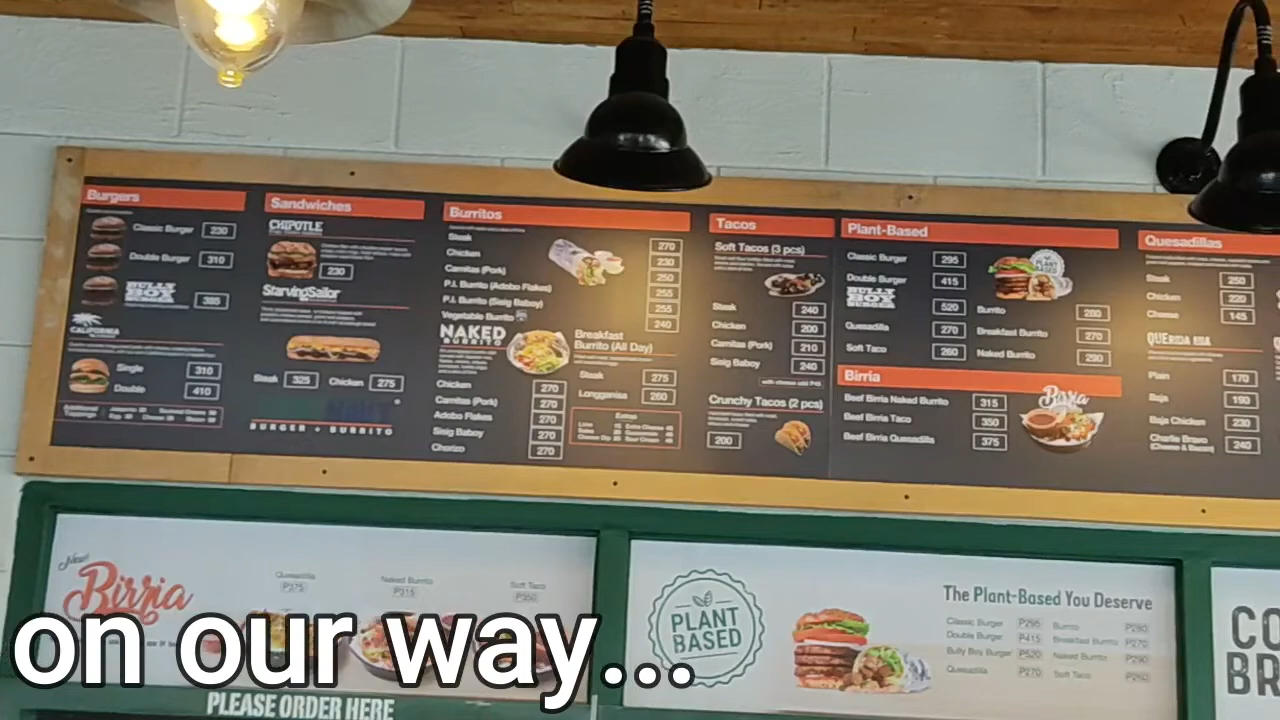 Burgers
Classic Burger 230
Double Burger 310
BULLY BOY BURGER 385
CALIFORNIA
Single 310
Double 410
Sandwiches
CHIPOTLE
230
StarvingSailor
Steak 325 Chicken 275
BURGER + BURRITO
Burritos
Steak 270
Chicken 230
Carnitas (Pork) 250
P.I. Burrito (Adobo Flakes) 255
P.I. Burrito (Sisig Baboy) 255
Vegetable Burrito 240
NAKED BURRITO
Chicken 270
Carnitas (Pork) 270
Adobo Flakes 270
Sisig Baboy 270
Chorizo 270
Breakfast
Burrito (All Day)
Steak 275
Longganisa 260
Extras
Tacos
Soft Tacos (3 pcs)
Steak 240
Chicken 200
Carnitas (Pork) 210
Sisig Baboy 240
with cheese add P45
Crunchy Tacos (2 pcs)
200
Plant-Based
PLANT BASED
Classic Burger 295
Double Burger 415
BULLY BOY BURGER 520
Quesadilla 270
Soft Taco 260
Burrito 280
Breakfast Burrito 270
Naked Burrito 290
Birria
Birria
Beef Birria Naked Burrito 315
Beef Birria Taco 350
Beef Birria Quesadilla 375
Quesadillas
Steak 250
Chicken 220
Cheese 145
QUERIDA MIA
Plain 170
Baja 190
Baja Chicken 230
Charlie Bravo
(Cheese & Bacon) 240
New!
Birria
Quesadilla
P375
Naked Burrito
P315
Soft Taco
P350
PLANT
BASED
The Plant-Based You Deserve
Classic Burger P295 Burrito P280
Double Burger P415 Breakfast Burrito P270
Bully Boy Burger P520 Naked Burrito P290
Quesadilla P270 Soft Taco P260
CO
BR
on our way...
PLEASE ORDER HERE